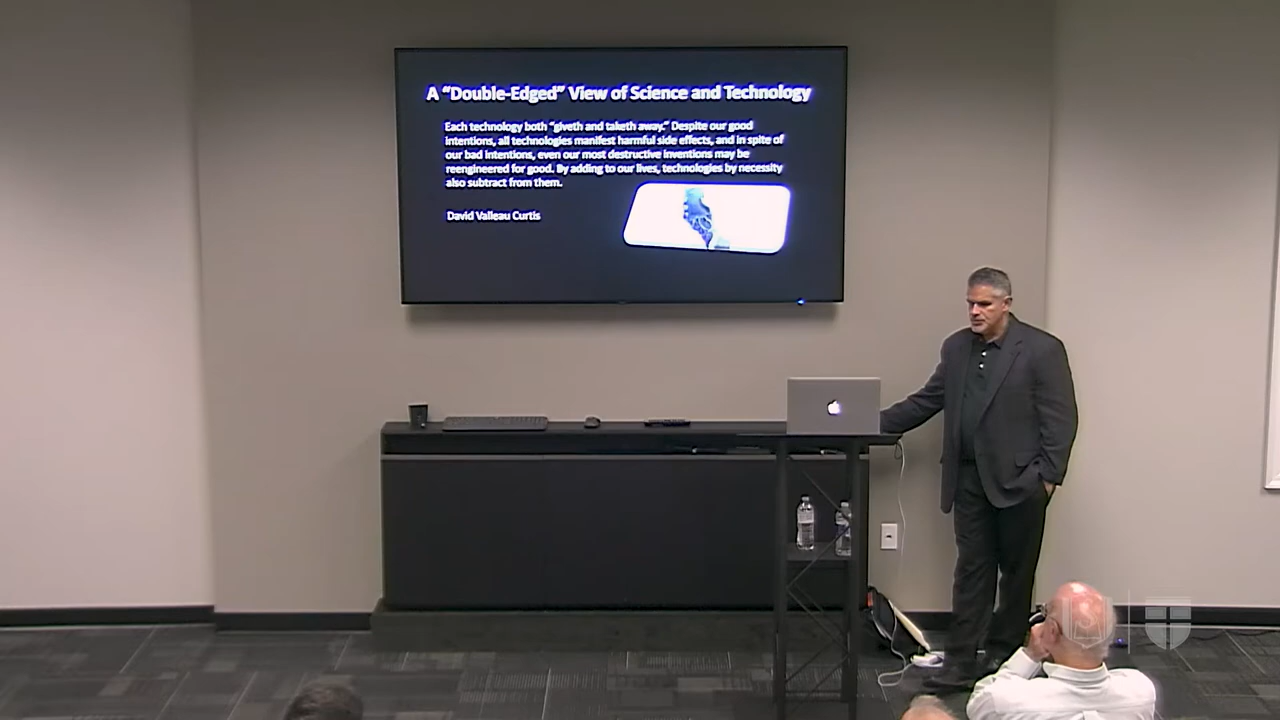 A “Double-Edged” View of Science and Technology
Each technology both “giveth and taketh away.” Despite our good
intentions, all technologies manifest harmful side effects, and in spite of
our bad intentions, even our most destructive inventions may be
reengineered for good. By adding to our lives, technologies by necessity
also subtract from them.
David Valleau Curtis